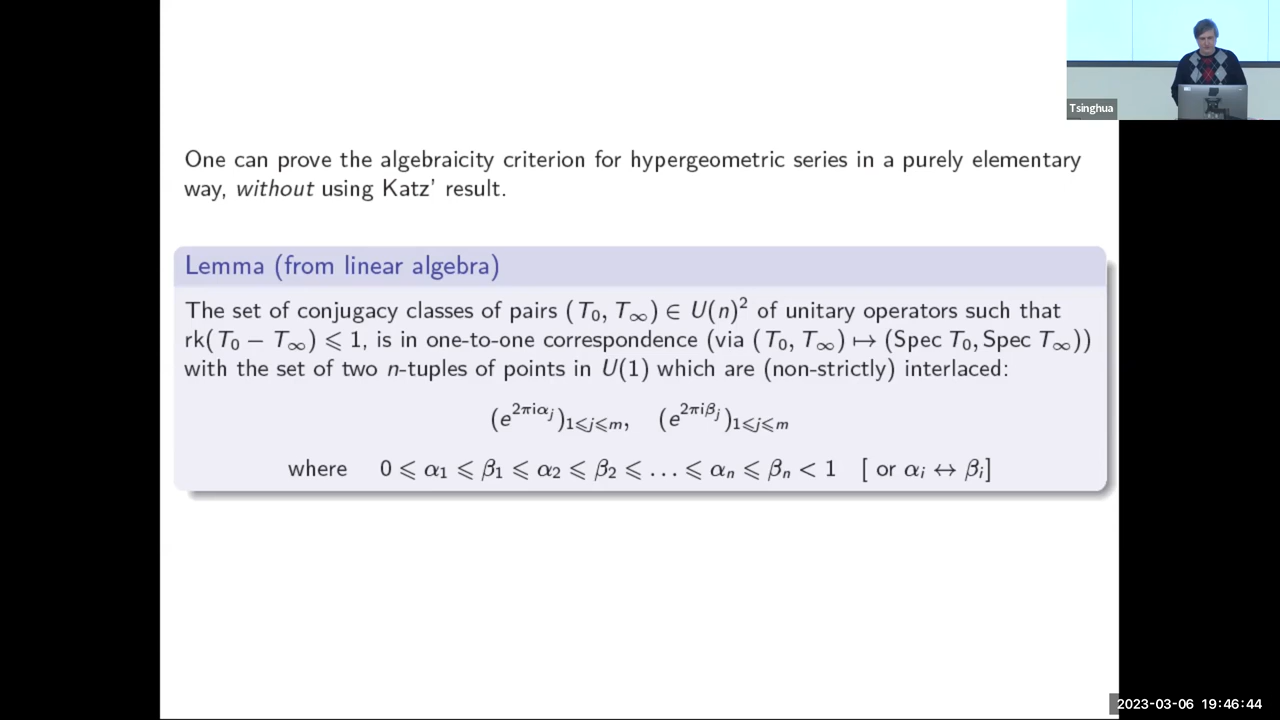 Tsinghua
One can prove the algebraicity criterion for hypergeometric series in a purely elementary
way, without using Katz' result.
Lemma (from linear algebra)
The set of conjugacy classes of pairs (T₀, T∞) ∈ U(n)² of unitary operators such that
rk(T₀ − T∞) ⩽ 1, is in one-to-one correspondence (via (T₀, T∞) ↦ (Spec T₀, Spec T∞))
with the set of two n-tuples of points in U(1) which are (non-strictly) interlaced:
(e^{2πiα_j})_{1⩽j⩽m}, (e^{2πiβ_j})_{1⩽j⩽m}
where 0 ⩽ α₁ ⩽ β₁ ⩽ α₂ ⩽ β₂ ⩽ … ⩽ αₙ ⩽ βₙ < 1 [ or αᵢ ↔ βᵢ]
2023-03-06 19:46:44